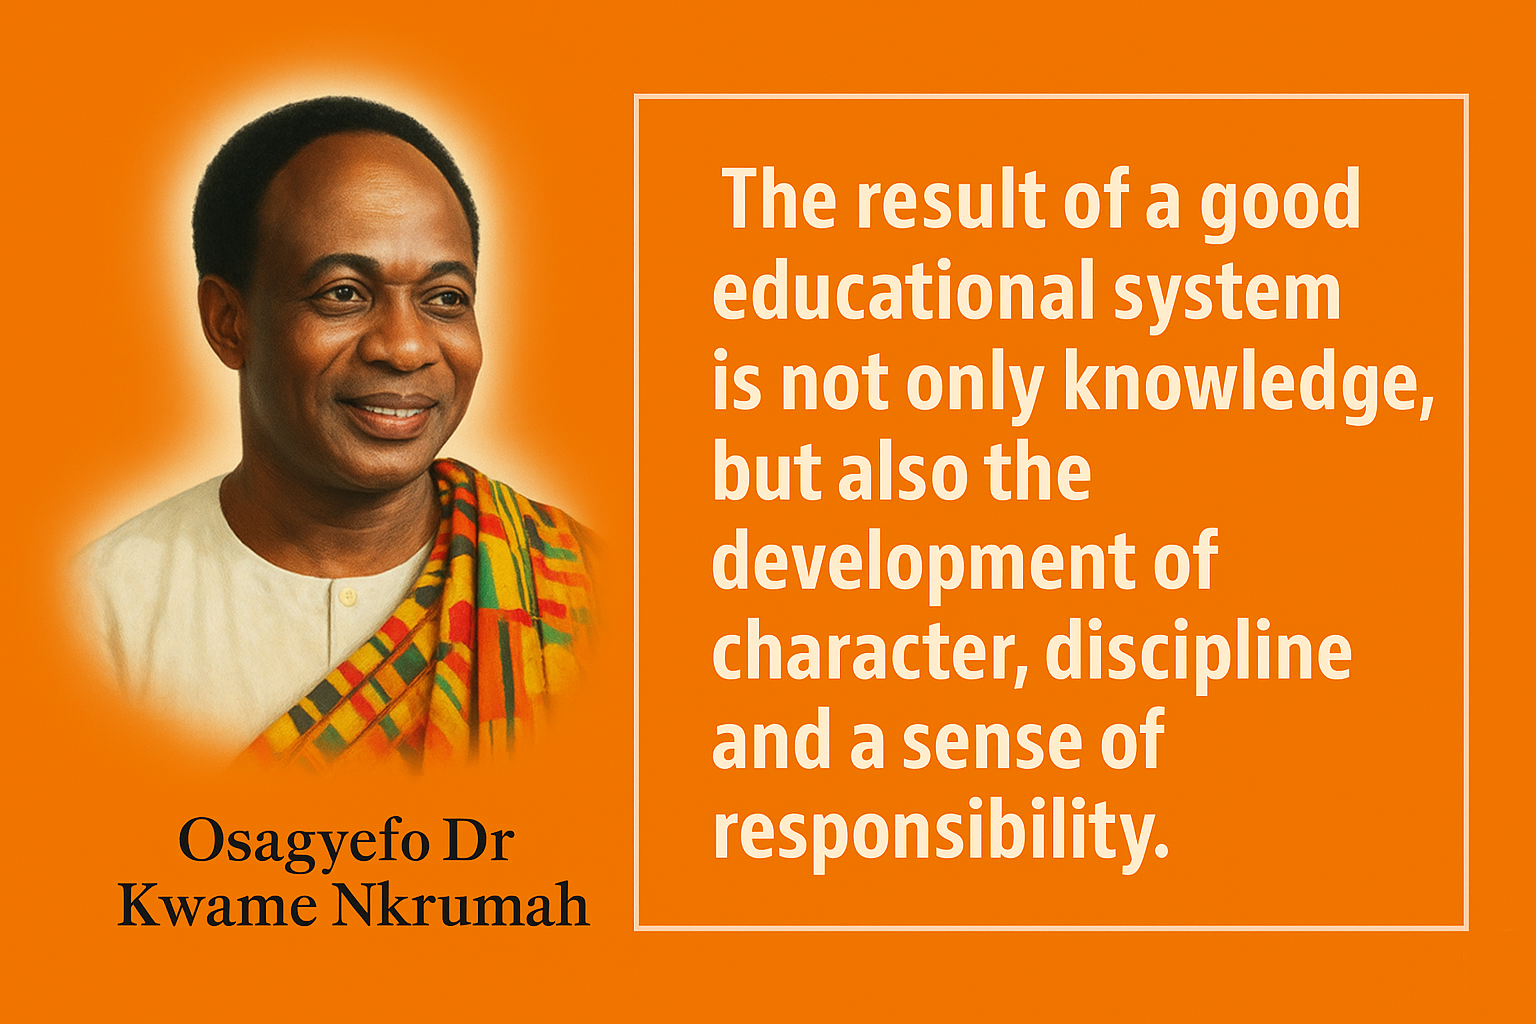 The result of a good
educational system
is not only knowledge,
but also the
development of
character, discipline
and a sense of
responsibility.
Osagyefo Dr
Kwame Nkrumah